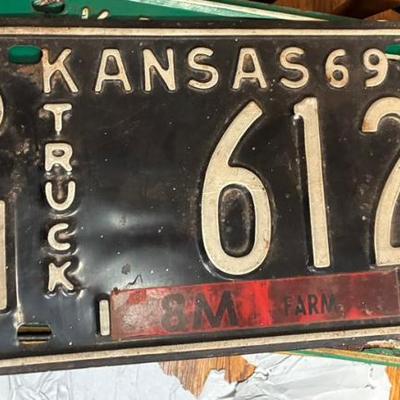 KANSAS 69
TRUCK
612
8M FARM